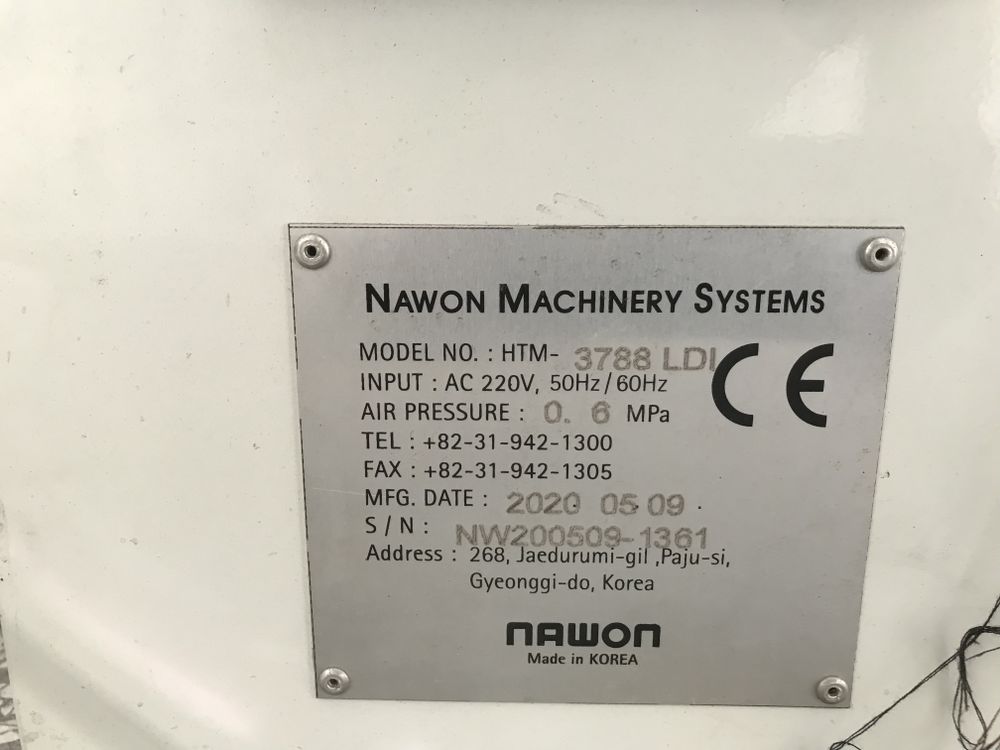 NAWON MACHINERY SYSTEMS
MODEL NO. : HTM- 3788 LDI
CE
INPUT : AC 220V, 50Hz/60Hz
AIR PRESSURE : 0. 6 MPa
TEL : +82-31-942-1300
FAX : +82-31-942-1305
MFG. DATE : 2020. 05 09 .
S / N : NW200509-1361
Address : 268, Jaedurumi-gil ,Paju-si,
Gyeonggi-do, Korea
NAWON
Made in KOREA